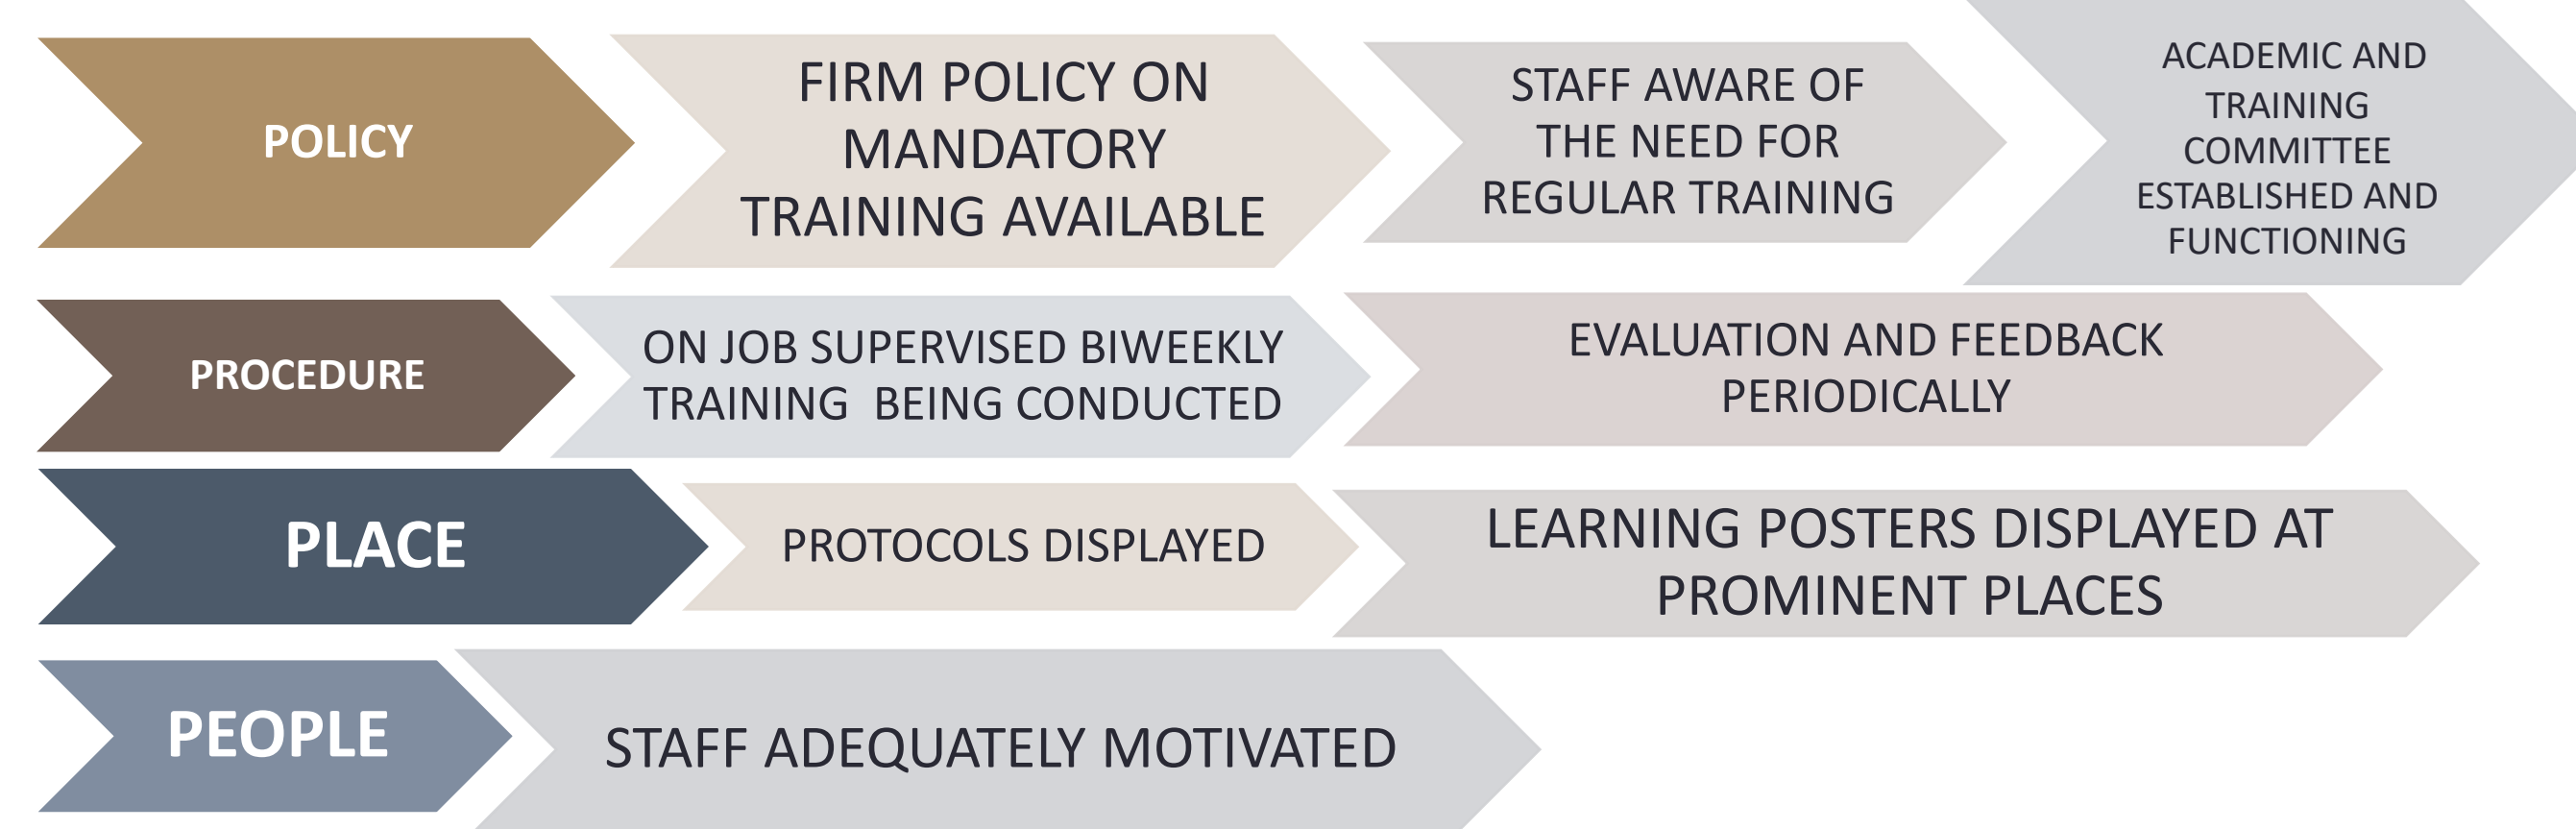 POLICY
FIRM POLICY ON
MANDATORY
TRAINING AVAILABLE
STAFF AWARE OF
THE NEED FOR
REGULAR TRAINING
ACADEMIC AND
TRAINING
COMMITTEE
ESTABLISHED AND
FUNCTIONING
PROCEDURE
ON JOB SUPERVISED BIWEEKLY
TRAINING  BEING CONDUCTED
EVALUATION AND FEEDBACK
PERIODICALLY
PLACE
PROTOCOLS DISPLAYED
LEARNING POSTERS DISPLAYED AT
PROMINENT PLACES
PEOPLE
STAFF ADEQUATELY MOTIVATED